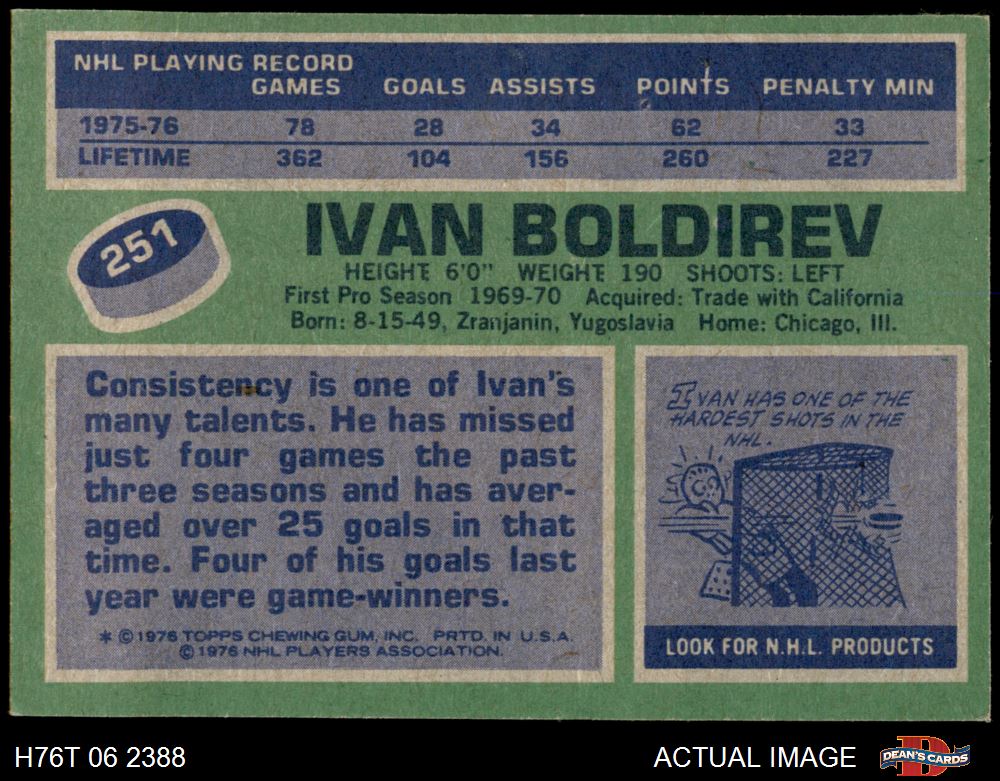 NHL PLAYING RECORD
GAMES GOALS ASSISTS POINTS PENALTY MIN
1975-76 78 28 34 62 33
LIFETIME 362 104 156 260 227
251
IVAN BOLDIREV
HEIGHT 6'0" WEIGHT 190 SHOOTS: LEFT
First Pro Season 1969-70 Acquired: Trade with California
Born: 8-15-49, Zranjanin, Yugoslavia Home: Chicago, Ill.
Consistency is one of Ivan's
many talents. He has missed
just four games the past
three seasons and has aver-
aged over 25 goals in that
time. Four of his goals last
year were game-winners.
* © 1976 TOPPS CHEWING GUM, INC. PRTD. IN U.S.A.
© 1976 NHL PLAYERS ASSOCIATION.
IVAN HAS ONE OF THE
HARDEST SHOTS IN THE
NHL.
LOOK FOR N.H.L. PRODUCTS
H76T 06 2388 ACTUAL IMAGE DEAN'S CARDS